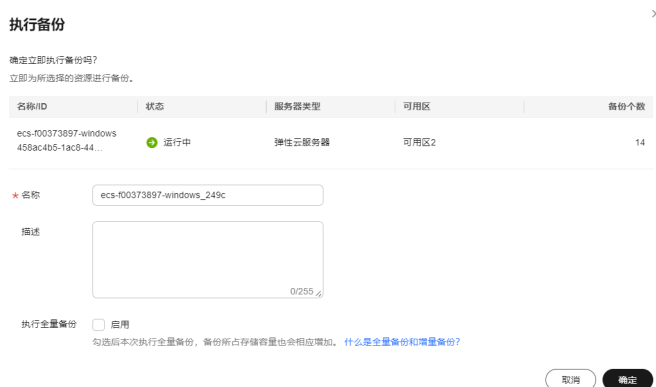 执行备份
确定立即执行备份吗？
立即为所选择的资源进行备份。
名称/ID 状态 服务器类型 可用区 备份个数
ecs-f00373897-windows
458ac4b5-1ac8-44... 运行中 弹性云服务器 可用区2 14
★ 名称 ecs-f00373897-windows_249c
描述
0/255
执行全量备份 启用
勾选后本次执行全量备份，备份所占存储容量也会相应增加。 什么是全量备份和增量备份？
取消 确定